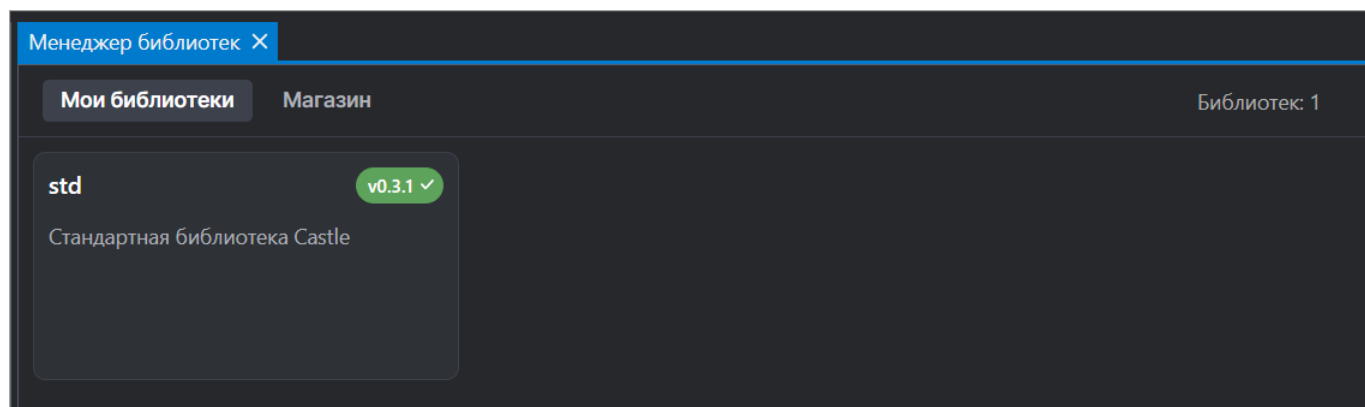 Менеджер библиотек
Мои библиотеки Магазин Библиотек: 1
std v0.3.1
Стандартная библиотека Castle